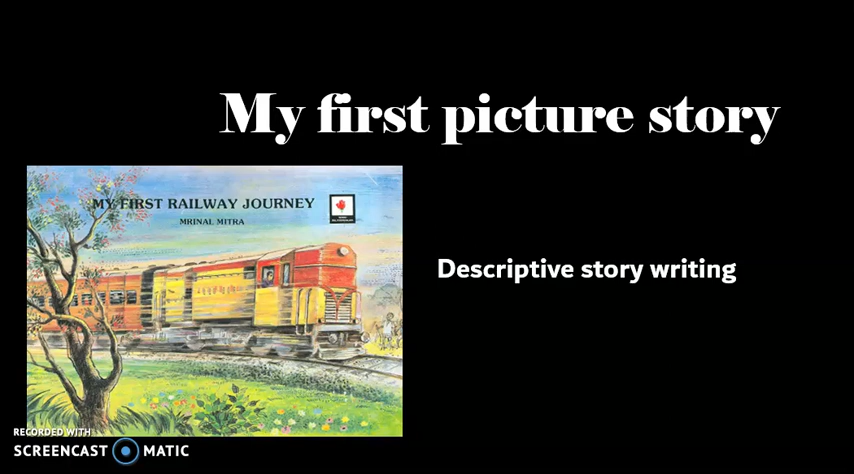 My first picture story
MY FIRST RAILWAY JOURNEY
MRINAL MITRA
Descriptive story writing
RECORDED WITH
SCREENCAST MATIC